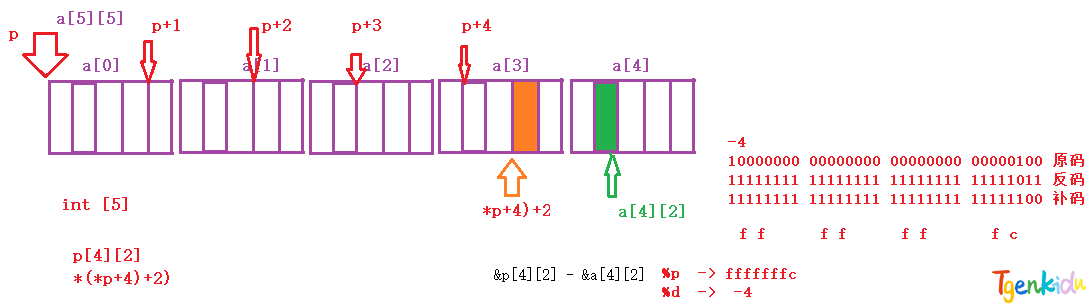 a[5][5]
p
p+1
p+2
p+3
p+4
a[0]
a[1]
a[2]
a[3]
a[4]
-4
10000000 00000000 00000000 00000100 原码
11111111 11111111 11111111 11111011 反码
11111111 11111111 11111111 11111100 补码
f f f f f f f c
int [5]
*p+4)+2
a[4][2]
p[4][2]
*(*p+4)+2)
&p[4][2] - &a[4][2] %p -> fffffffc
%d -> -4
Tgenkidu